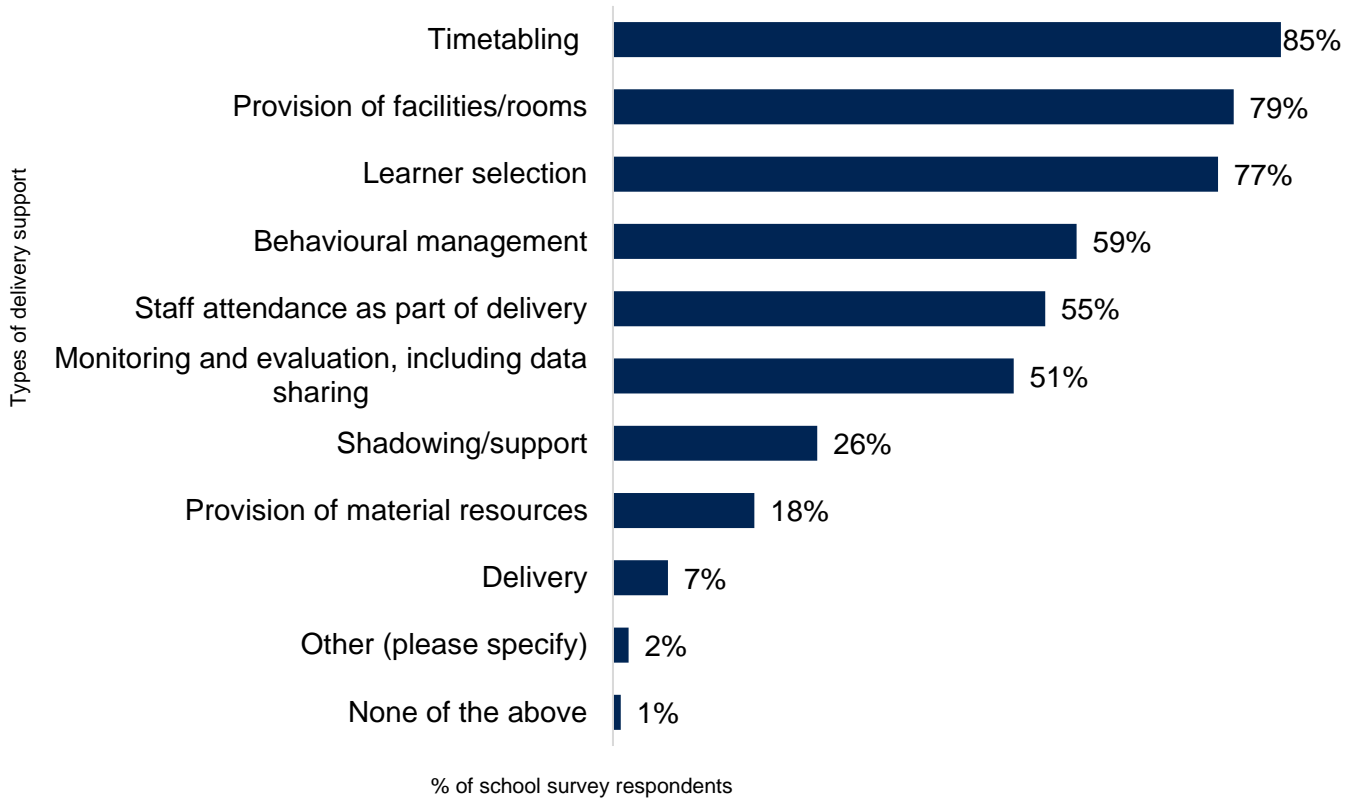 Timetabling 85%
Provision of facilities/rooms 79%
Learner selection 77%
Types of delivery support
Behavioural management 59%
Staff attendance as part of delivery 55%
Monitoring and evaluation, including data
sharing 51%
Shadowing/support 26%
Provision of material resources 18%
Delivery 7%
Other (please specify) 2%
None of the above 1%
% of school survey respondents